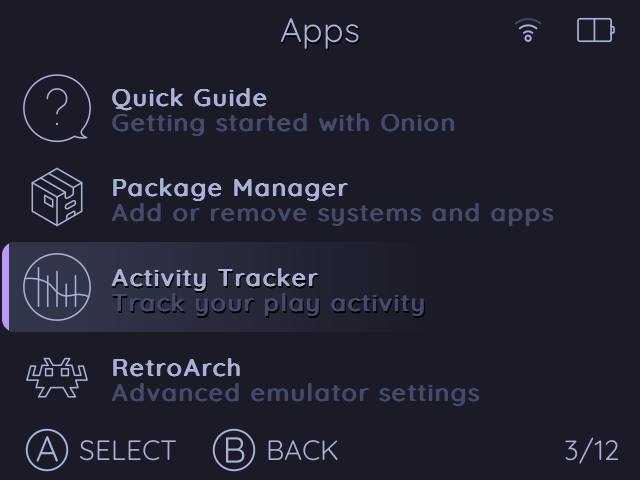 Apps
Quick Guide
Getting started with Onion
Package Manager
Add or remove systems and apps
Activity Tracker
Track your play activity
RetroArch
Advanced emulator settings
A SELECT B BACK 3/12